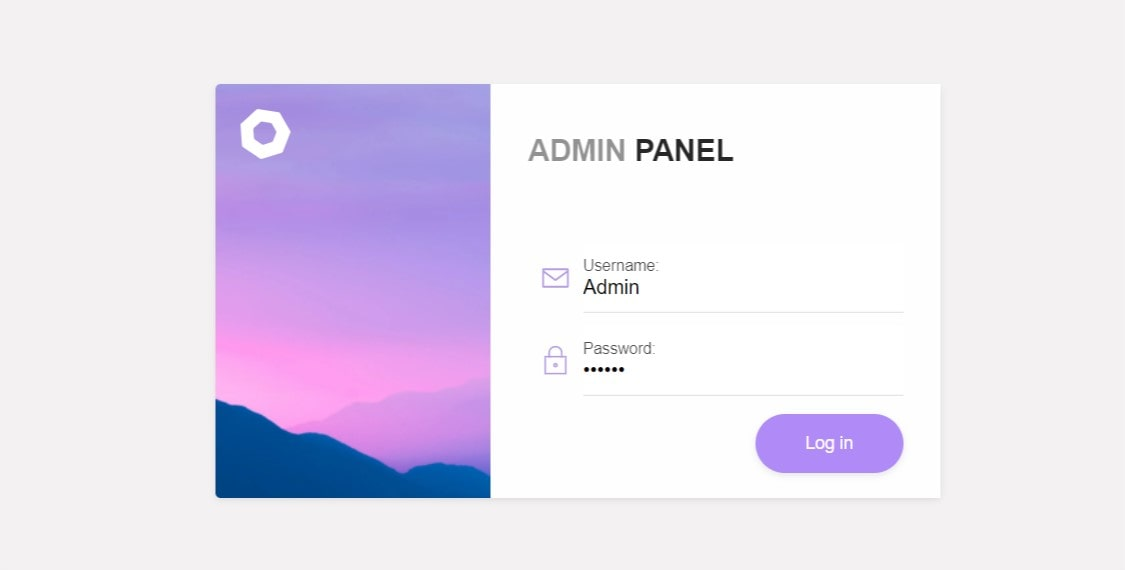 ADMIN PANEL
Username:
Admin
Password:
••••••
Log in